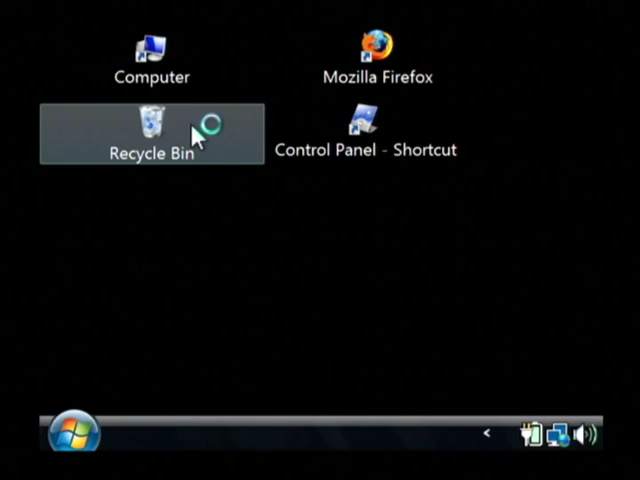 Computer
Mozilla Firefox
Recycle Bin
Control Panel - Shortcut